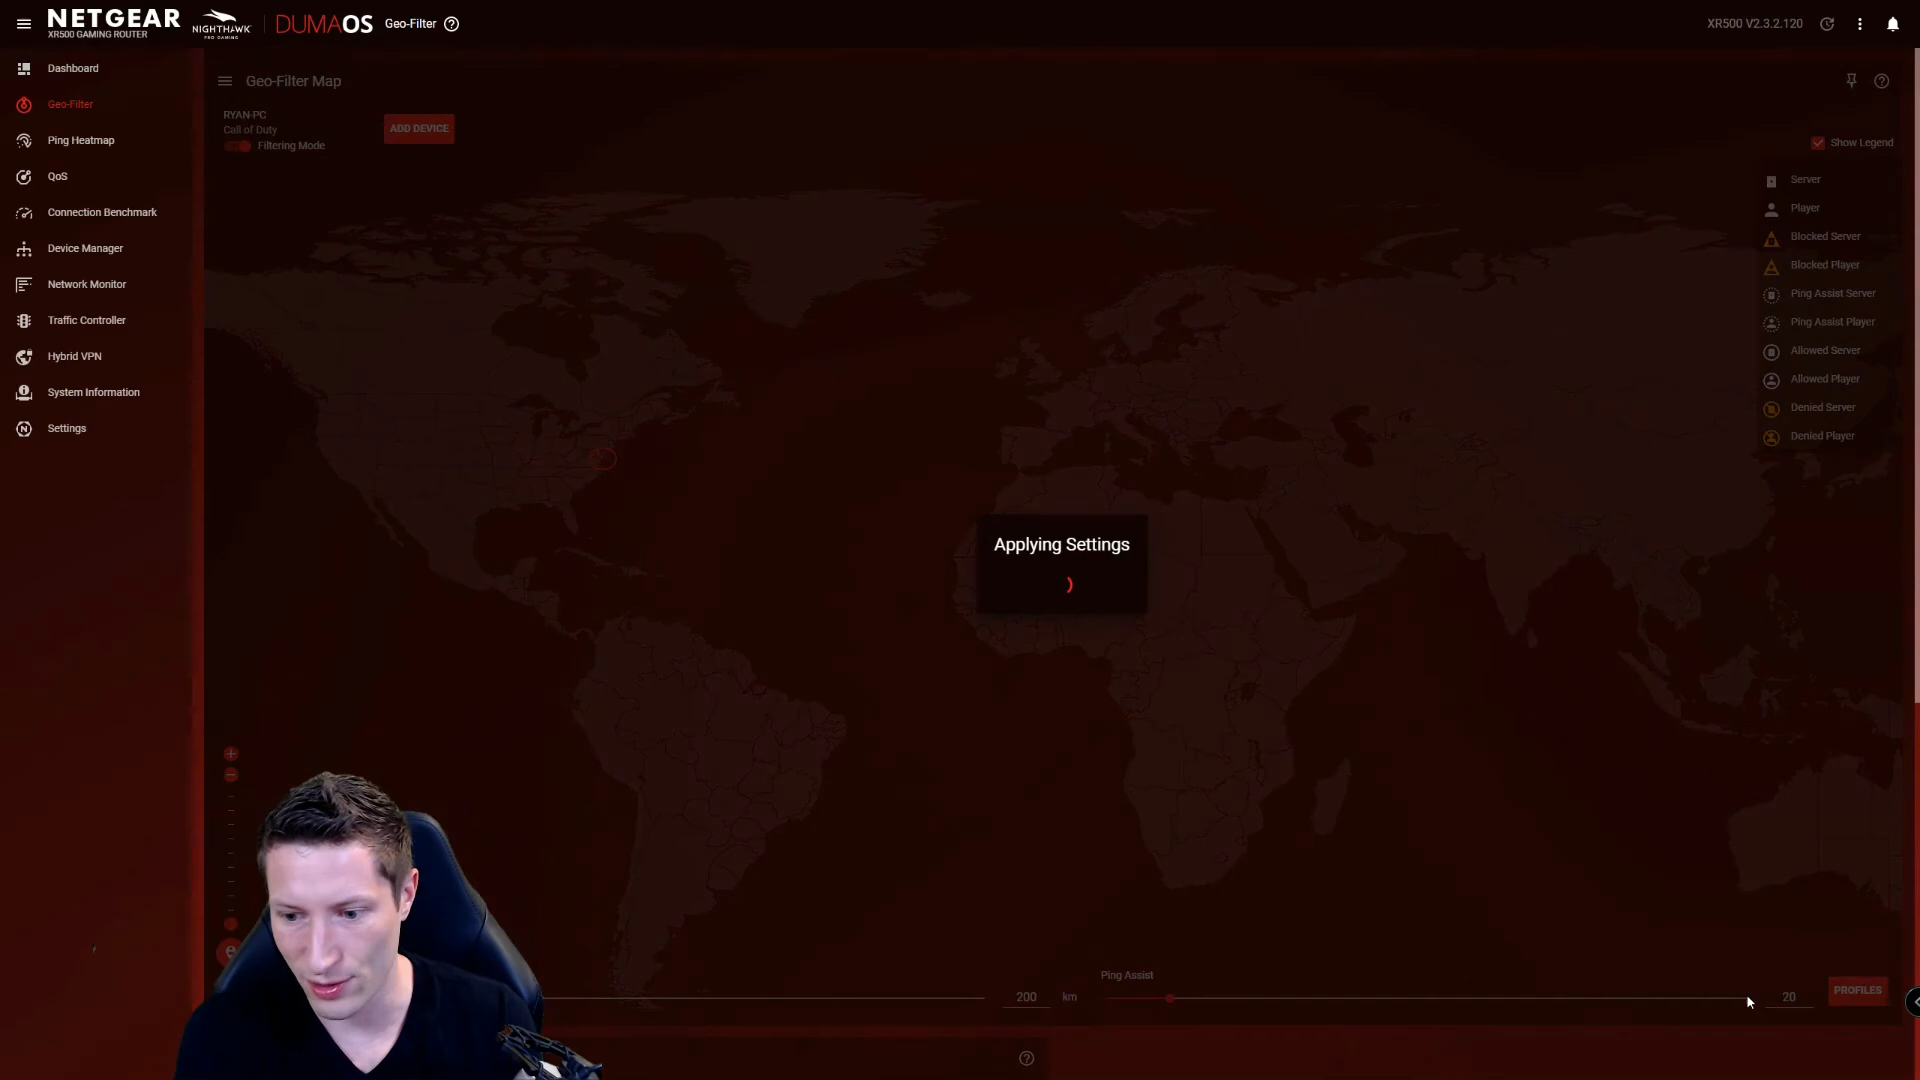 NETGEAR
XR500 GAMING ROUTER
NIGHTHAWK
PRO GAMING
DUMAOS
Geo-Filter
XR500 V2.3.2.120
Dashboard
Geo-Filter
Ping Heatmap
QoS
Connection Benchmark
Device Manager
Network Monitor
Traffic Controller
Hybrid VPN
System Information
Settings
Geo-Filter Map
RYAN-PC
Call of Duty
Filtering Mode
ADD DEVICE
Show Legend
Server
Player
Blocked Server
Blocked Player
Ping Assist Server
Ping Assist Player
Allowed Server
Allowed Player
Denied Server
Denied Player
Applying Settings
200 km
Ping Assist
20
PROFILES